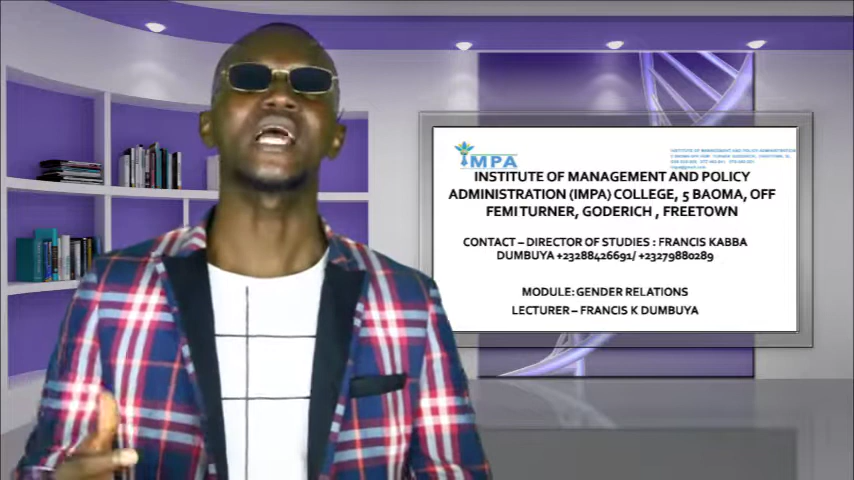 IMPA
INSTITUTE OF MANAGEMENT AND POLICY
ADMINISTRATION (IMPA) COLLEGE, 5 BAOMA, OFF
FEMI TURNER, GODERICH , FREETOWN
CONTACT – DIRECTOR OF STUDIES : FRANCIS KABBA
DUMBUYA +23288426691/ +23279880289
MODULE: GENDER RELATIONS
LECTURER – FRANCIS K DUMBUYA